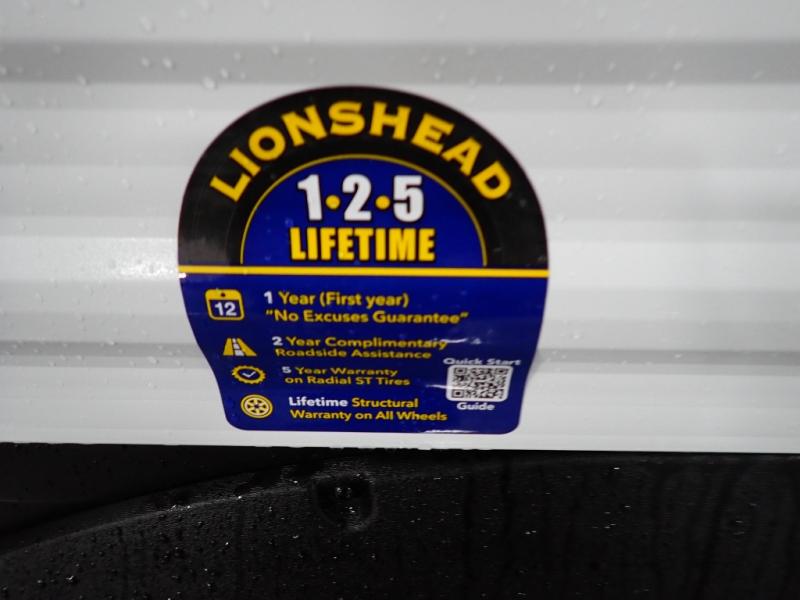 LIONSHEAD
1•2•5
LIFETIME
12
1 Year (First year)
"No Excuses Guarantee"
2 Year Complimentary
Roadside Assistance
5 Year Warranty
on Radial ST Tires
Lifetime Structural
Warranty on All Wheels
Quick Start
Guide